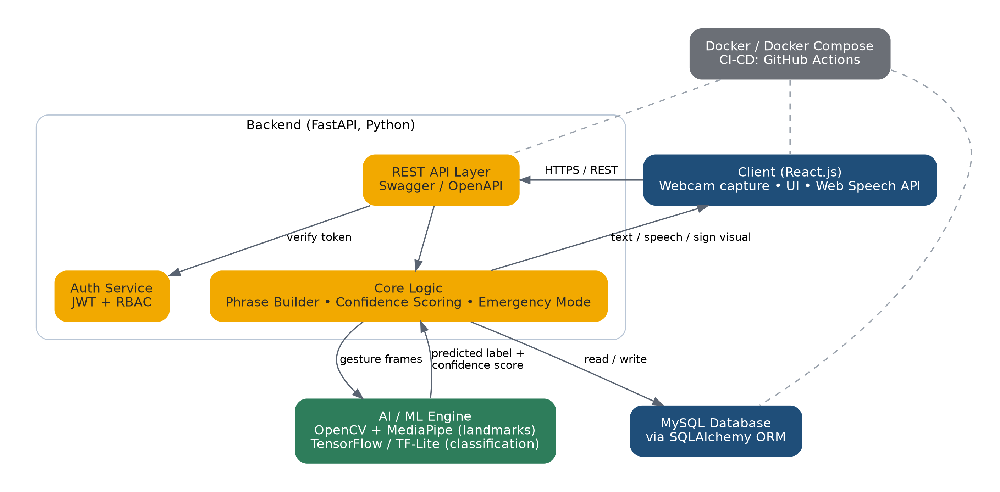 Docker / Docker Compose
CI-CD: GitHub Actions
Backend (FastAPI, Python)
REST API Layer
Swagger / OpenAPI
HTTPS / REST
Client (React.js)
Webcam capture • UI • Web Speech API
verify token
text / speech / sign visual
Auth Service
JWT + RBAC
Core Logic
Phrase Builder • Confidence Scoring • Emergency Mode
gesture frames
predicted label +
confidence score
read / write
AI / ML Engine
OpenCV + MediaPipe (landmarks)
TensorFlow / TF-Lite (classification)
MySQL Database
via SQLAlchemy ORM